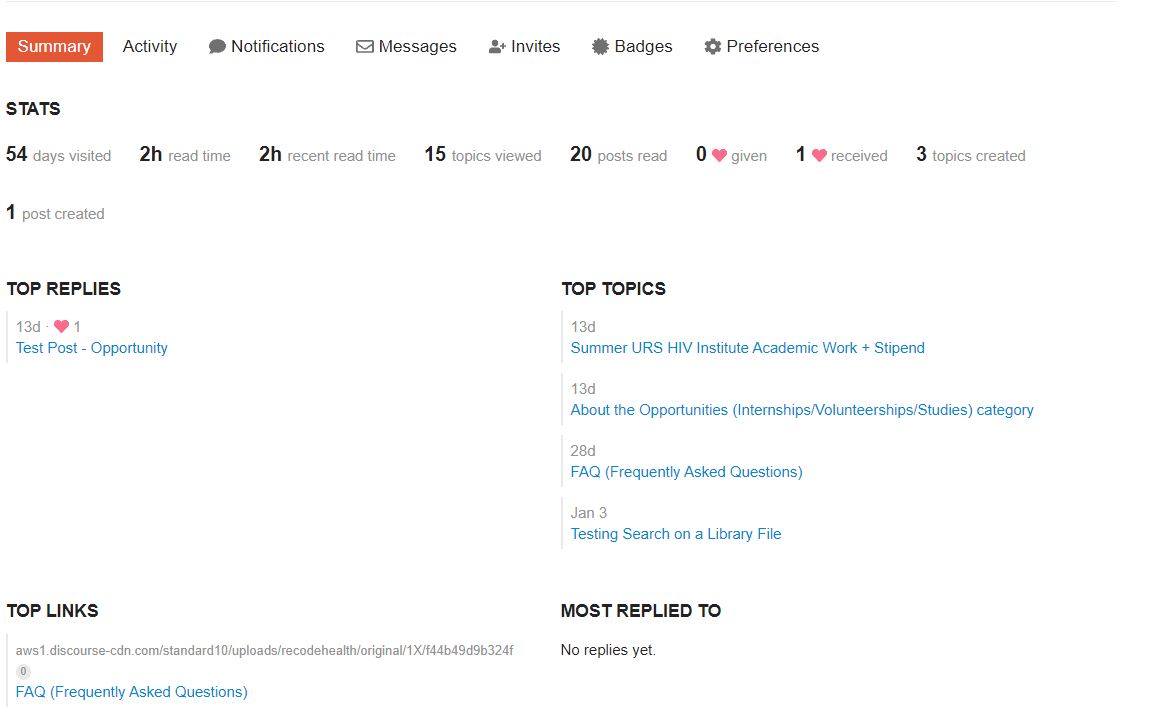 Summary Activity Notifications Messages Invites Badges Preferences
STATS
54 days visited 2h read time 2h recent read time 15 topics viewed 20 posts read 0 given 1 received 3 topics created
1 post created
TOP REPLIES
13d · 1
Test Post - Opportunity
TOP TOPICS
13d
Summer URS HIV Institute Academic Work + Stipend
13d
About the Opportunities (Internships/Volunteerships/Studies) category
28d
FAQ (Frequently Asked Questions)
Jan 3
Testing Search on a Library File
TOP LINKS
aws1.discourse-cdn.com/standard10/uploads/recodehealth/original/1X/f44b49d9b324f
0
FAQ (Frequently Asked Questions)
MOST REPLIED TO
No replies yet.